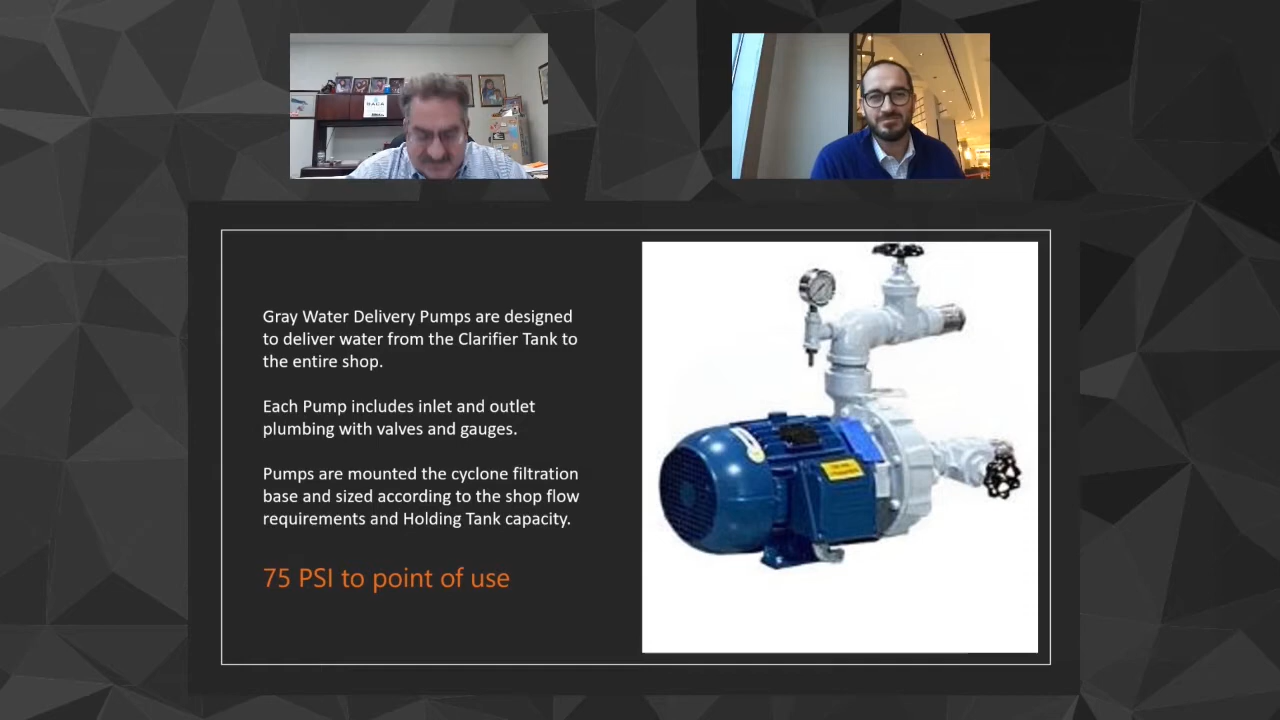 Gray Water Delivery Pumps are designed
to deliver water from the Clarifier Tank to
the entire shop.
Each Pump includes inlet and outlet
plumbing with valves and gauges.
Pumps are mounted the cyclone filtration
base and sized according to the shop flow
requirements and Holding Tank capacity.
75 PSI to point of use